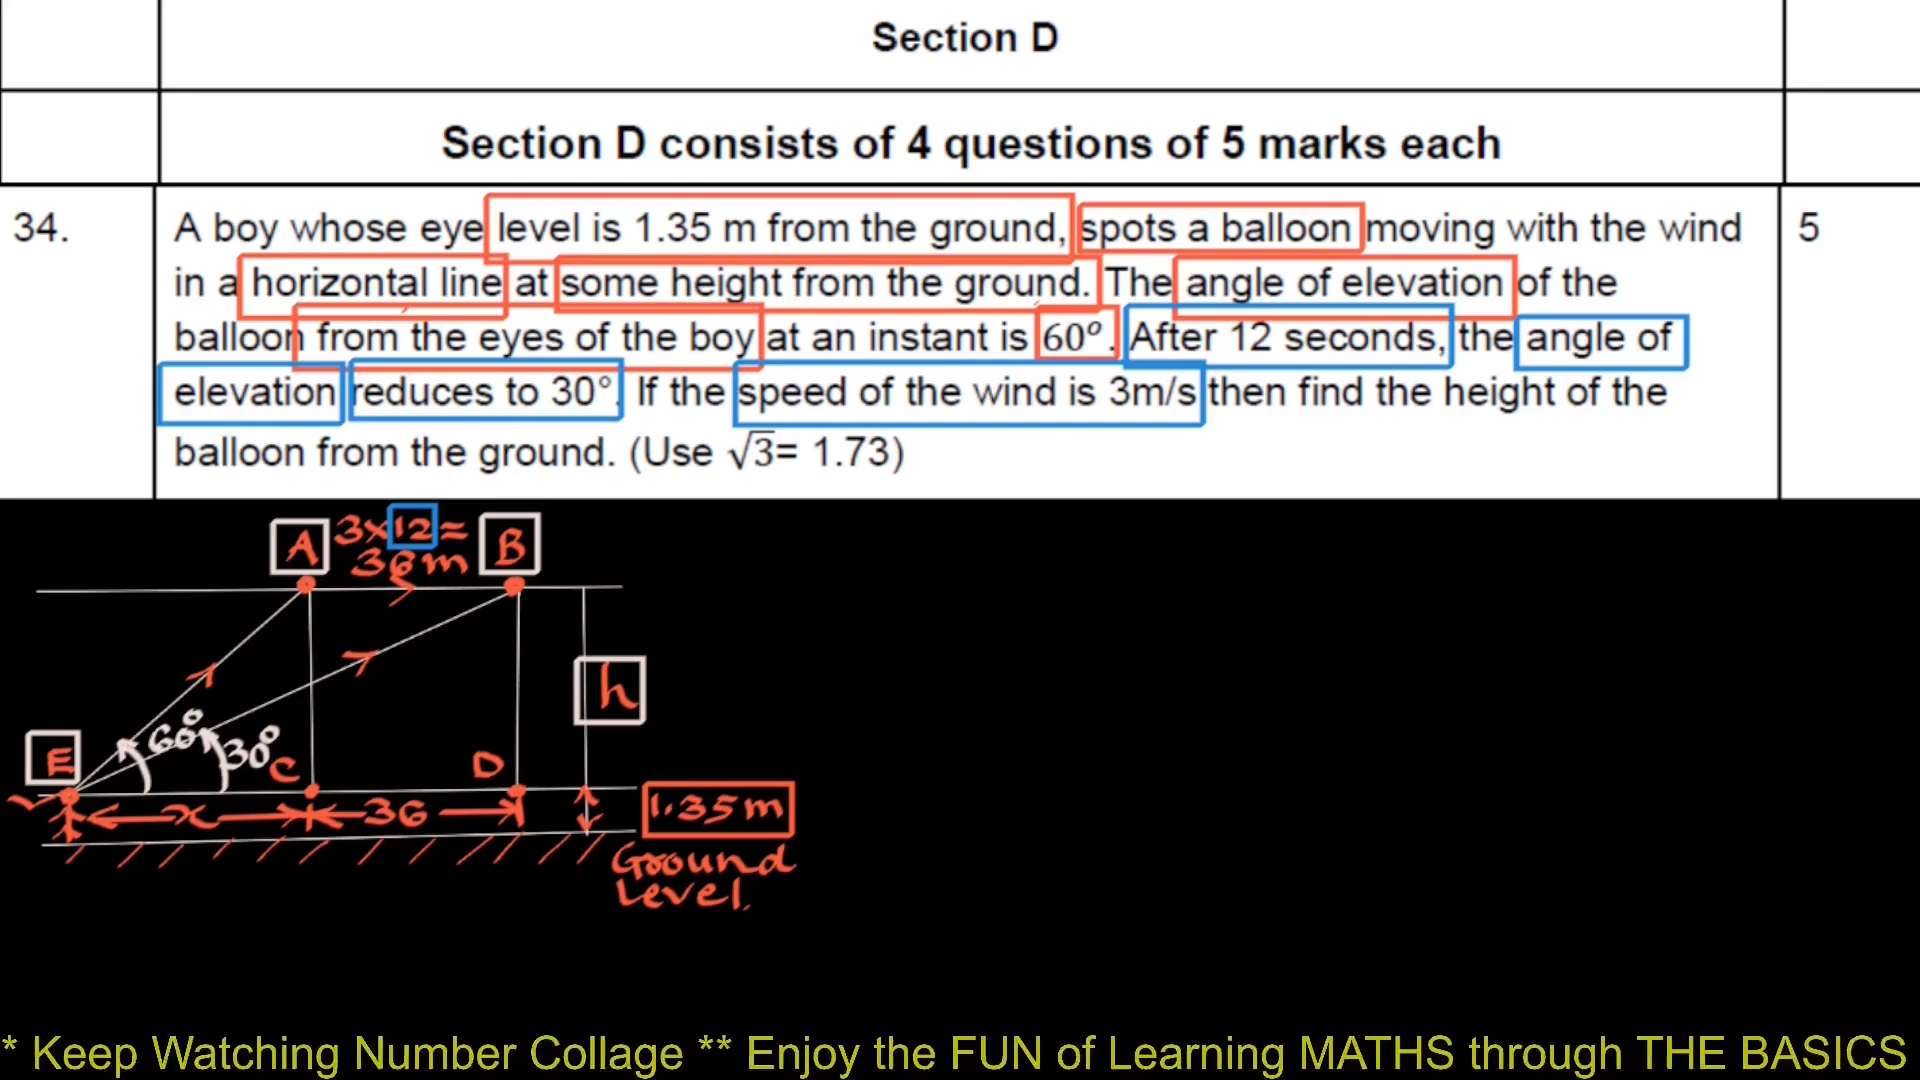 Section D
Section D consists of 4 questions of 5 marks each
34. A boy whose eye level is 1.35 m from the ground, spots a balloon moving with the wind 5
in a horizontal line at some height from the ground. The angle of elevation of the
balloon from the eyes of the boy at an instant is 60°. After 12 seconds, the angle of
elevation reduces to 30°. If the speed of the wind is 3m/s then find the height of the
balloon from the ground. (Use √3= 1.73)
A 3×12= B
36m
h
60°
30°
E C D
x 36 1.35m
Ground
Level.
* Keep Watching Number Collage ** Enjoy the FUN of Learning MATHS through THE BASICS